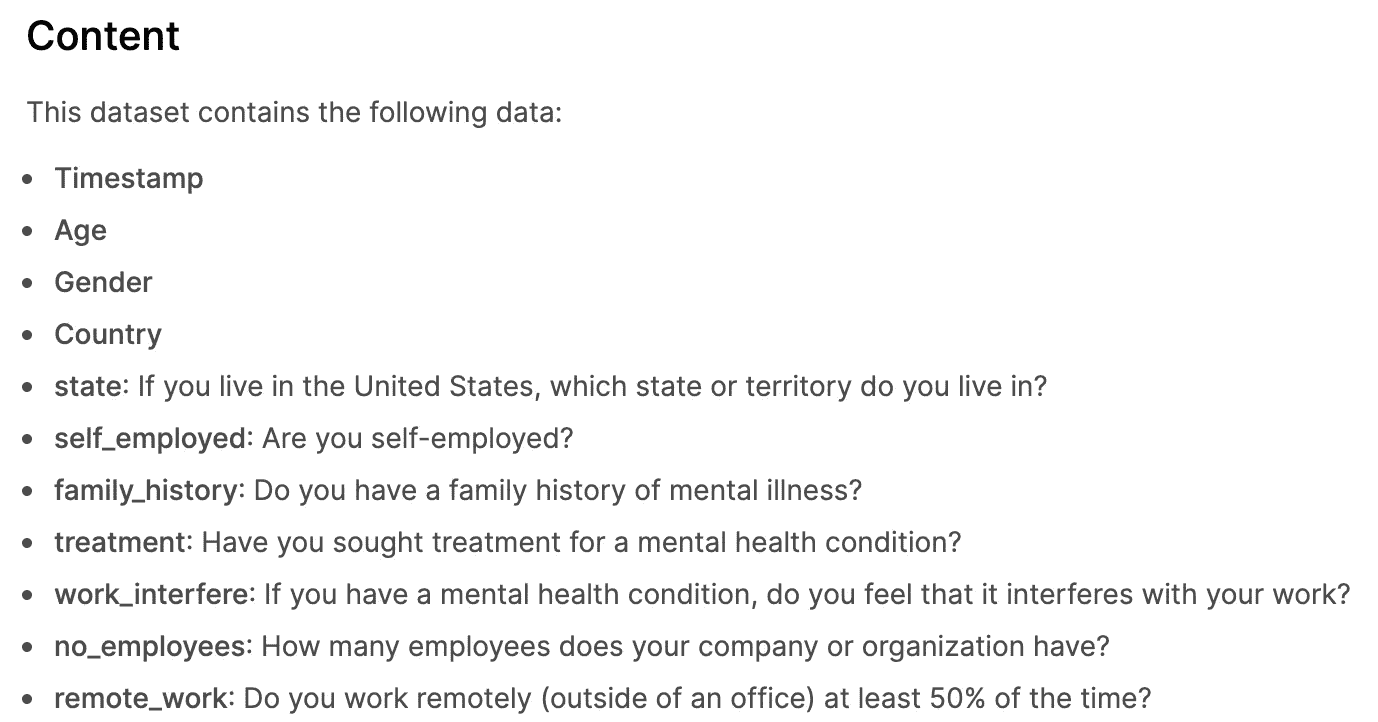 Content
This dataset contains the following data:
• Timestamp
• Age
• Gender
• Country
• state: If you live in the United States, which state or territory do you live in?
• self_employed: Are you self-employed?
• family_history: Do you have a family history of mental illness?
• treatment: Have you sought treatment for a mental health condition?
• work_interfere: If you have a mental health condition, do you feel that it interferes with your work?
• no_employees: How many employees does your company or organization have?
• remote_work: Do you work remotely (outside of an office) at least 50% of the time?